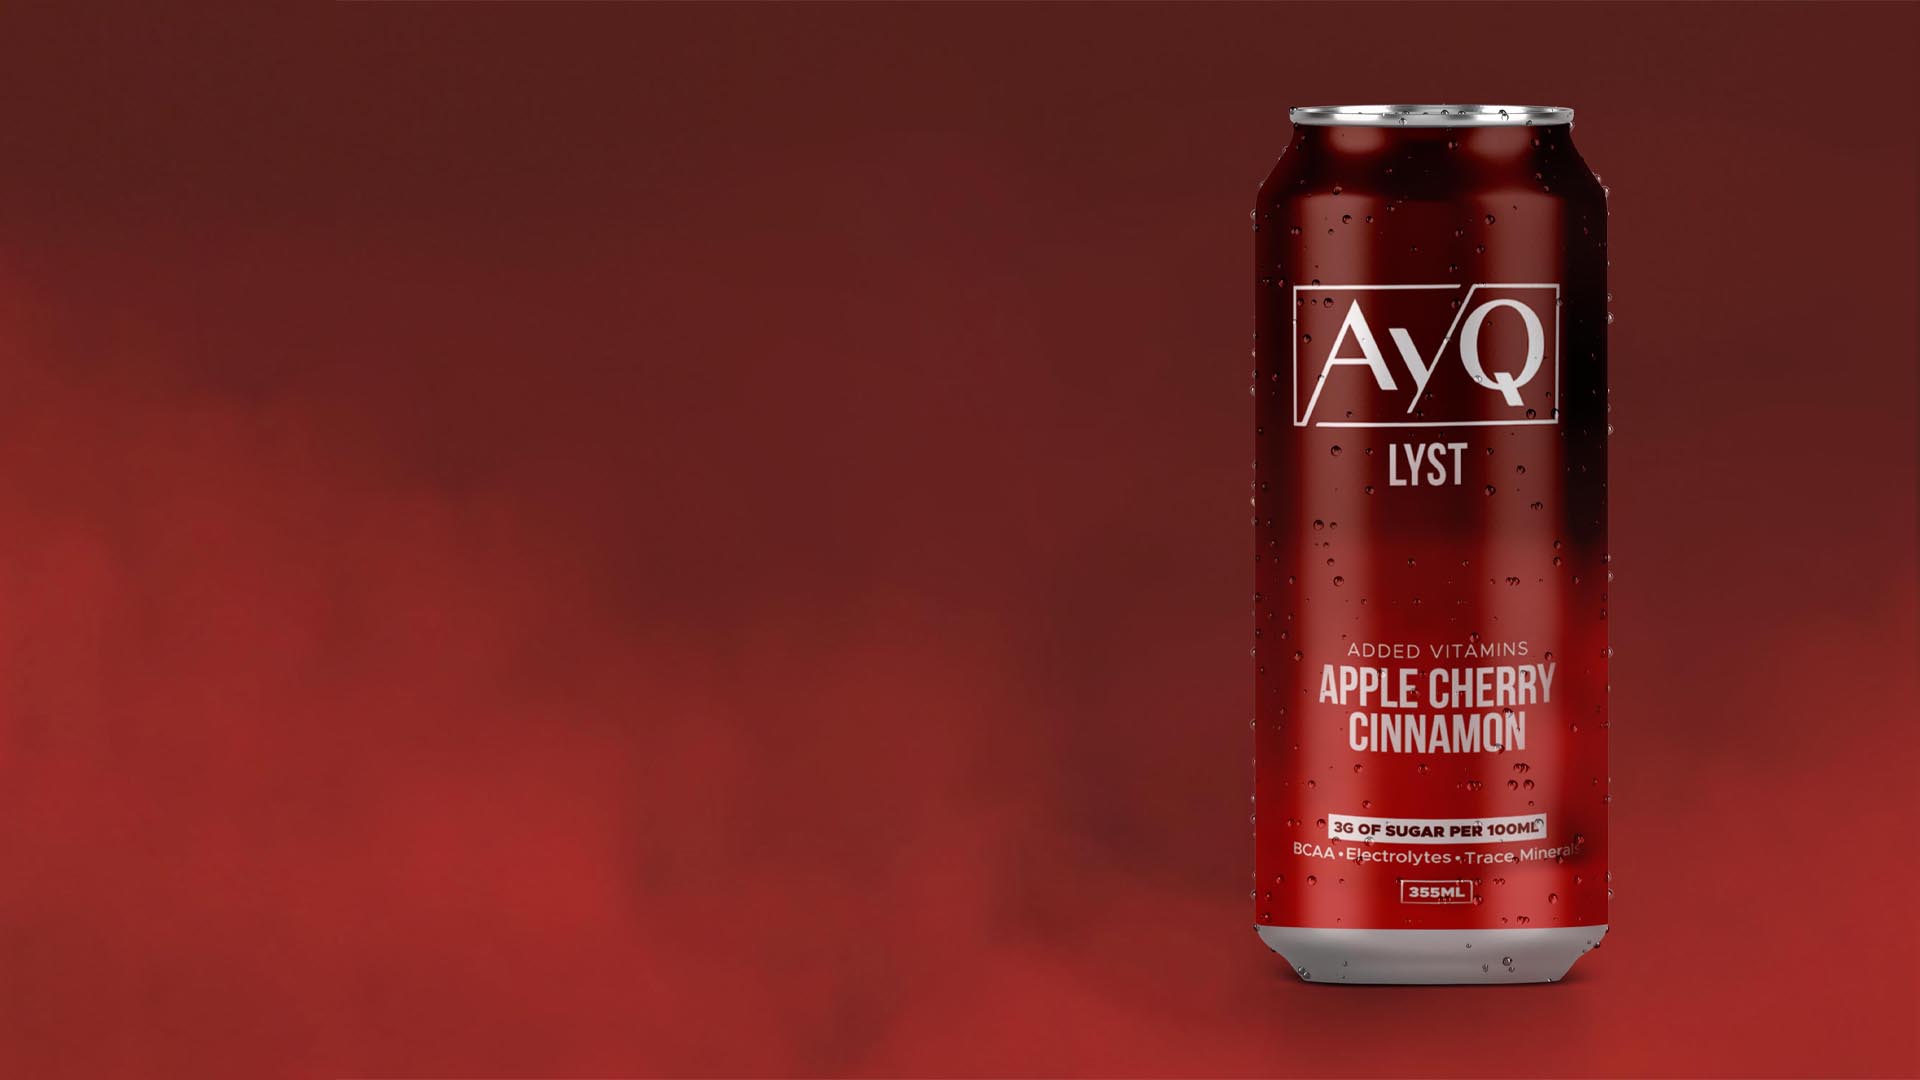 AyQ
LYST
ADDED VITAMINS
APPLE CHERRY
CINNAMON
3G OF SUGAR PER 100ML
BCAA • Electrolytes • Trace Minerals
355ML